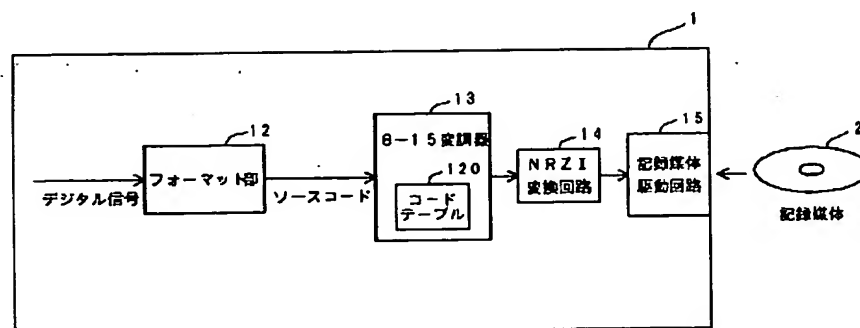 1
12
フォーマット部
デジタル信号
ソースコード
13
8-15変調器
120
コード
テーブル
14
NRZI
変換回路
15
記録媒体
駆動回路
2
記録媒体